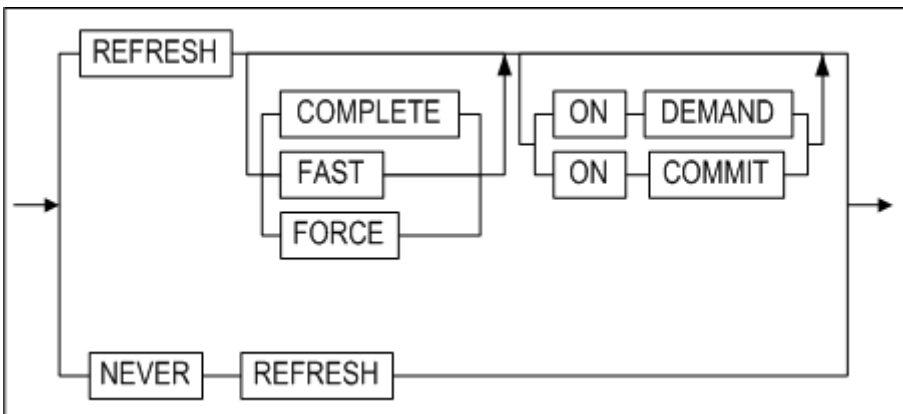 REFRESH
COMPLETE
ON DEMAND
FAST
ON COMMIT
FORCE
NEVER REFRESH